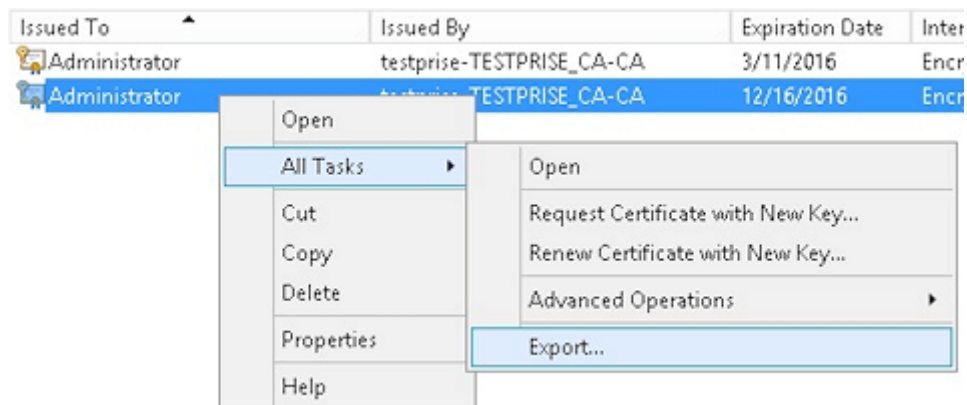 Issued To Issued By Expiration Date Inter
Administrator testprise-TESTPRISE_CA-CA 3/11/2016 Encr
Administrator testprise-TESTPRISE_CA-CA 12/16/2016 Encr
Open
All Tasks
Cut
Copy
Delete
Properties
Help
Open
Request Certificate with New Key...
Renew Certificate with New Key...
Advanced Operations
Export...